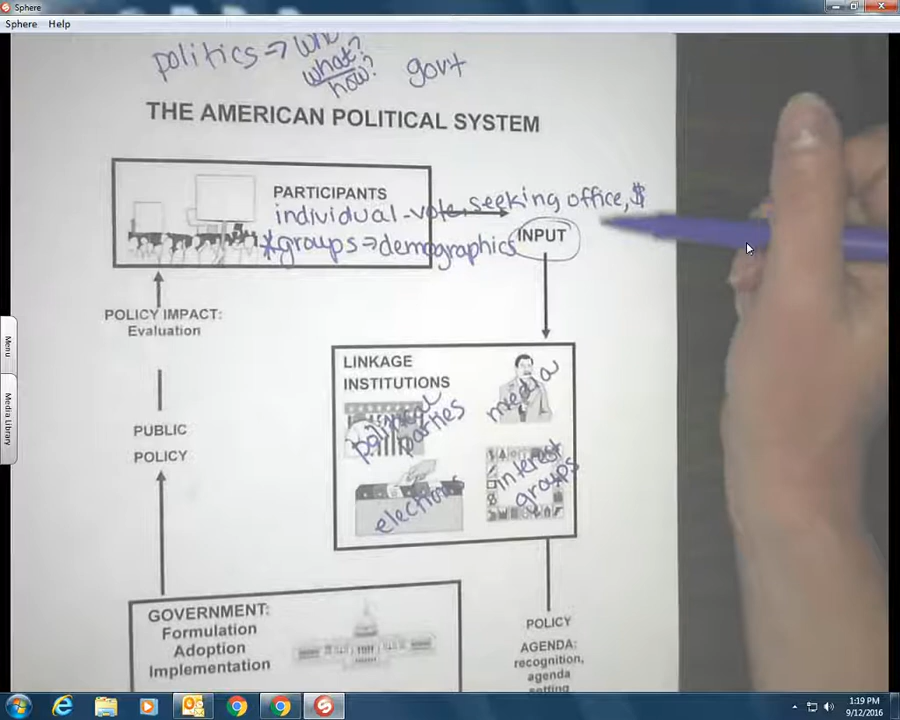 Sphere
Sphere Help
politics => who
what?
how?
govt
THE AMERICAN POLITICAL SYSTEM
PARTICIPANTS
individual - vote, seeking office, $
*groups => demographics
INPUT
POLICY IMPACT:
Evaluation
LINKAGE
INSTITUTIONS
media
political
parties
interest
groups
elections
PUBLIC
POLICY
GOVERNMENT:
Formulation
Adoption
Implementation
POLICY
AGENDA:
recognition,
agenda
setting
Menu
Media Library
1:19 PM
9/12/2016